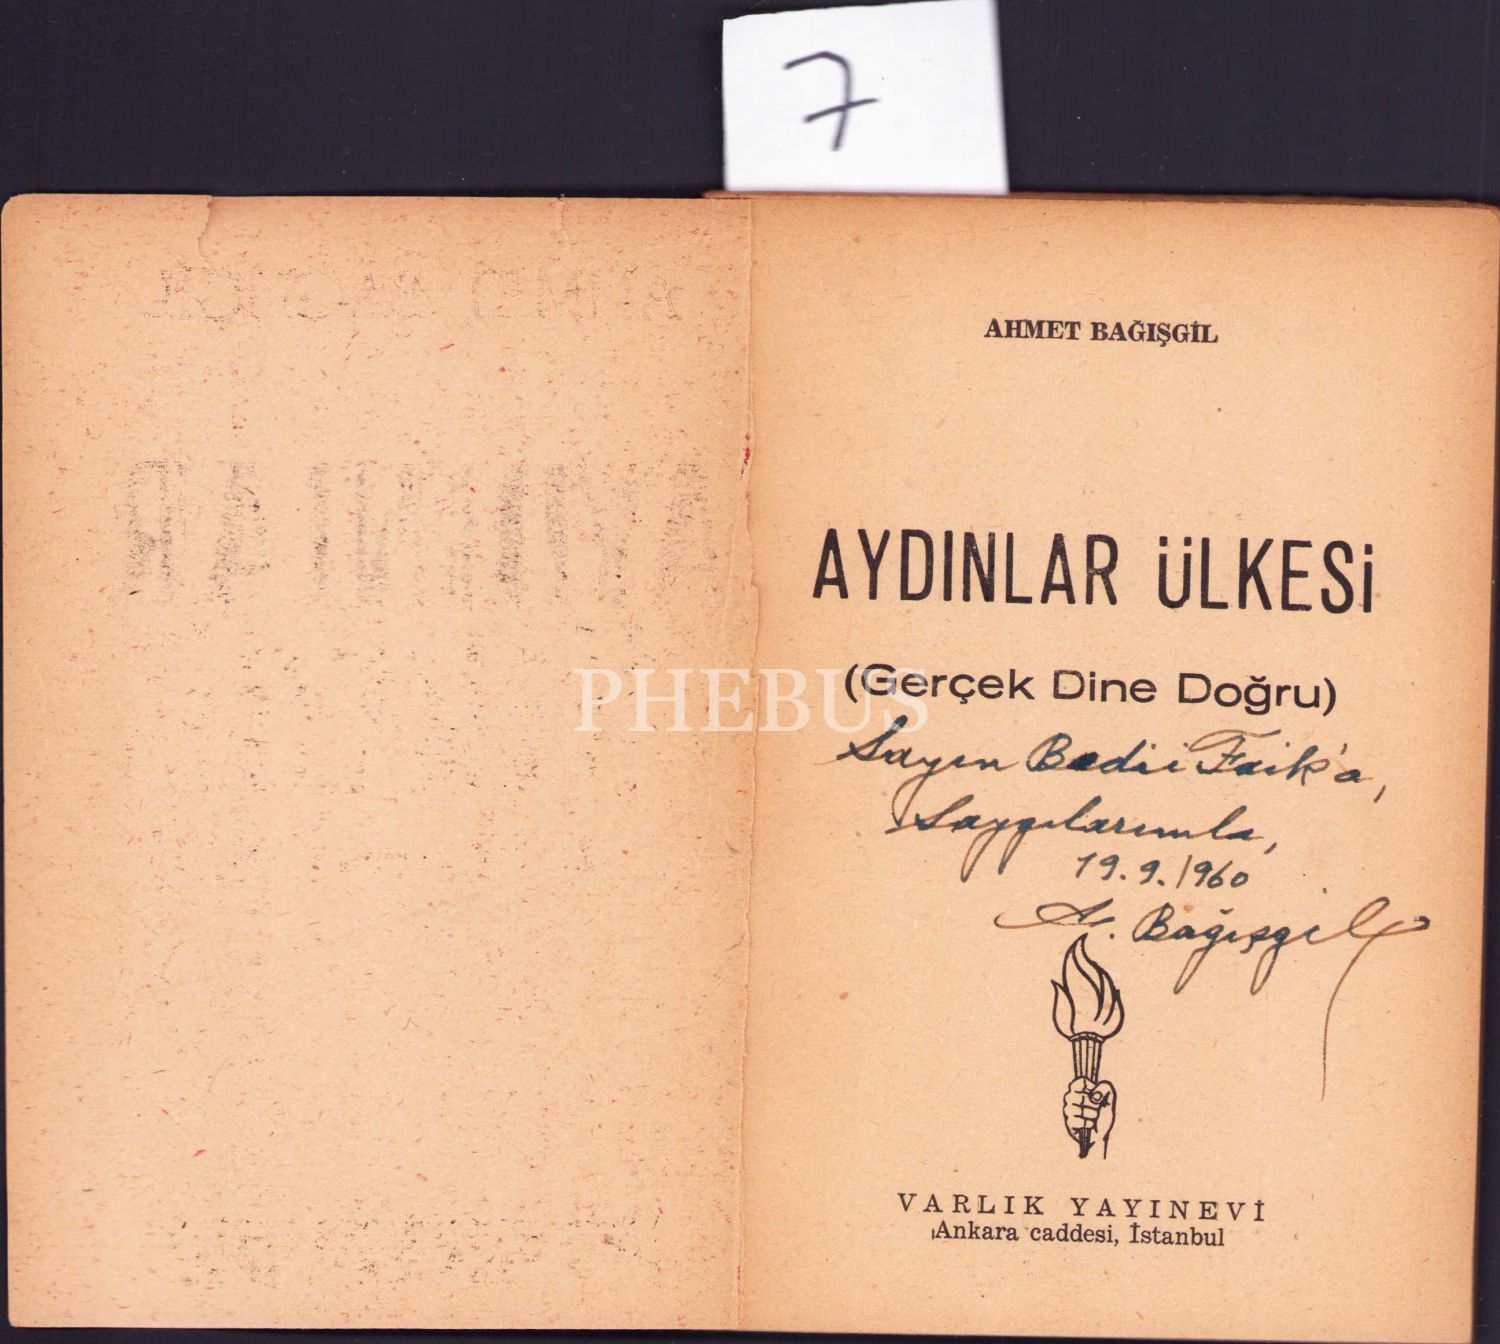 7
AHMET BAĞIŞGİL
AYDINLAR ÜLKESİ
(Gerçek Dine Doğru)
PHEBUS
Sayın Bedii Faik'a,
Saygılarımla,
19.9.1960
A. Bağışgil
VARLIK YAYINEVİ
Ankara caddesi, İstanbul